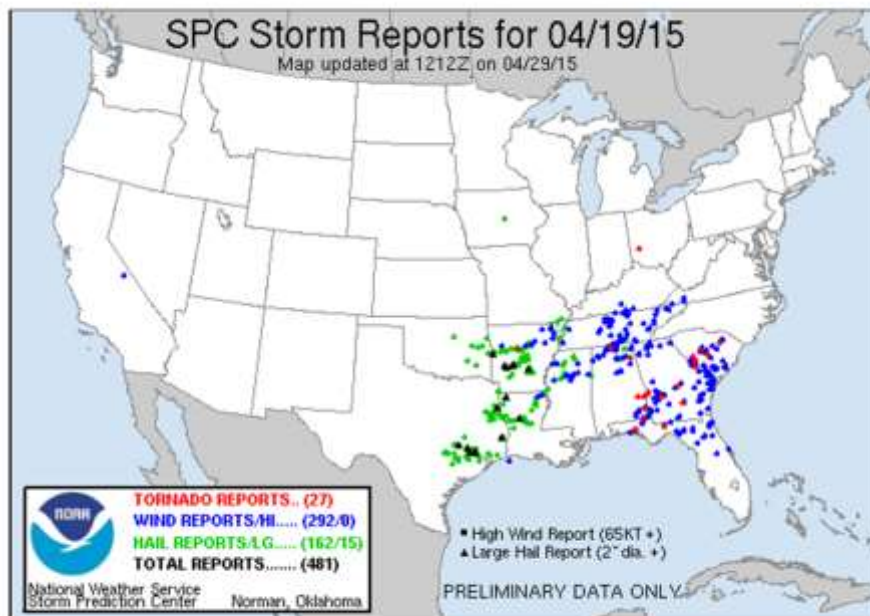 SPC Storm Reports for 04/19/15
Map updated at 1212Z on 04/29/15
TORNADO REPORTS.. (27)
WIND REPORTS/HI..... (292/0)
HAIL REPORTS/LG..... (162/15)
TOTAL REPORTS....... (481)
NOAA
National Weather Service
Storm Prediction Center Norman, Oklahoma
■ High Wind Report (65KT +)
▲ Large Hail Report (2" dia. +)
PRELIMINARY DATA ONLY